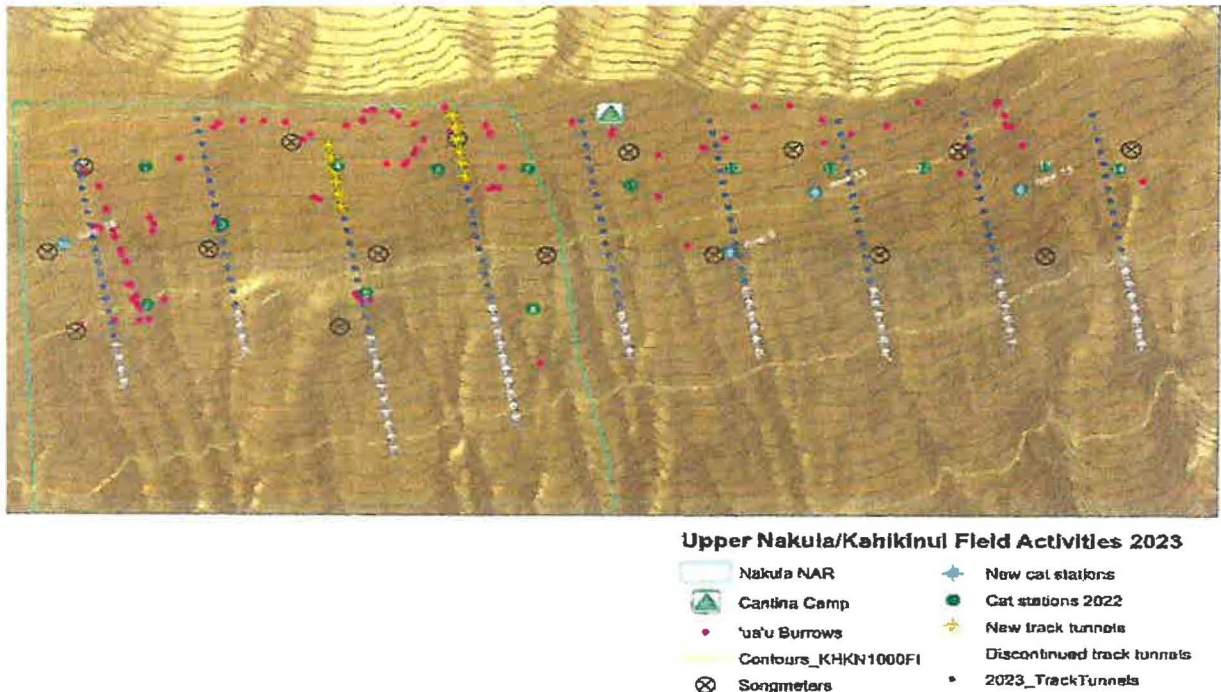 Upper Nakula/Kahikinui Field Activities 2023
Nakula NAR
Cantina Camp
'ua'u Burrows
Contours_KHKN1000Ft
Songmeters
New cat stations
Cat stations 2022
New track tunnels
Discontinued track tunnels
2023_TrackTunnels